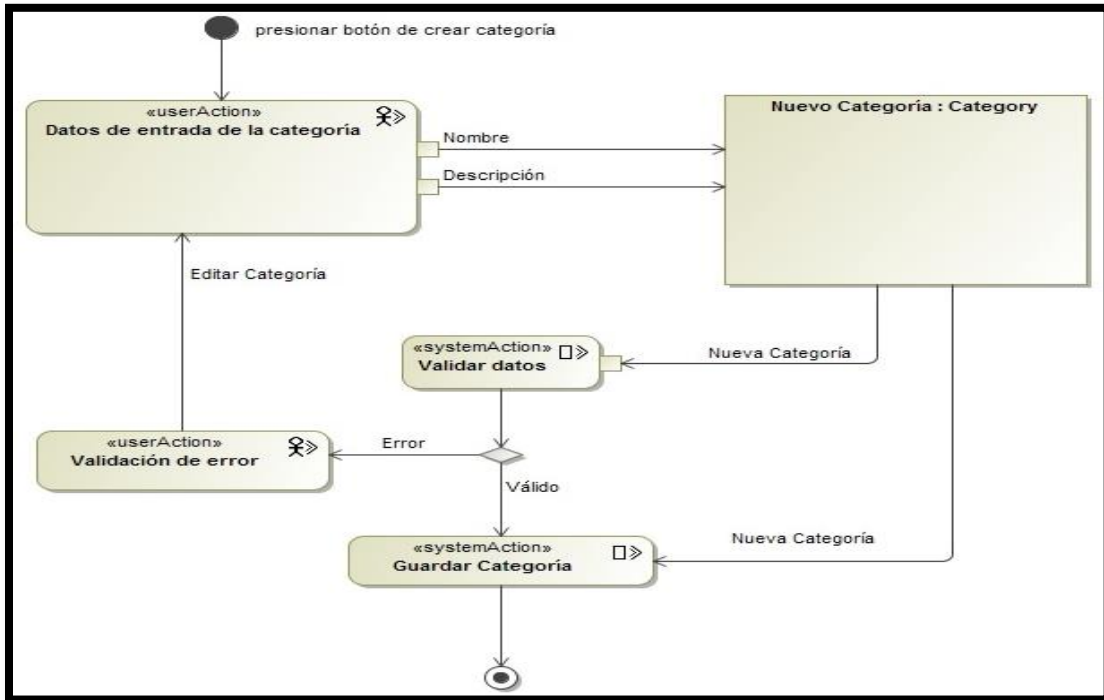 presionar botón de crear categoría
«userAction»
Datos de entrada de la categoría
Nombre
Descripción
Nuevo Categoría : Category
Editar Categoría
«systemAction»
Validar datos
Nueva Categoría
«userAction»
Validación de error
Error
Válido
«systemAction»
Guardar Categoría
Nueva Categoría